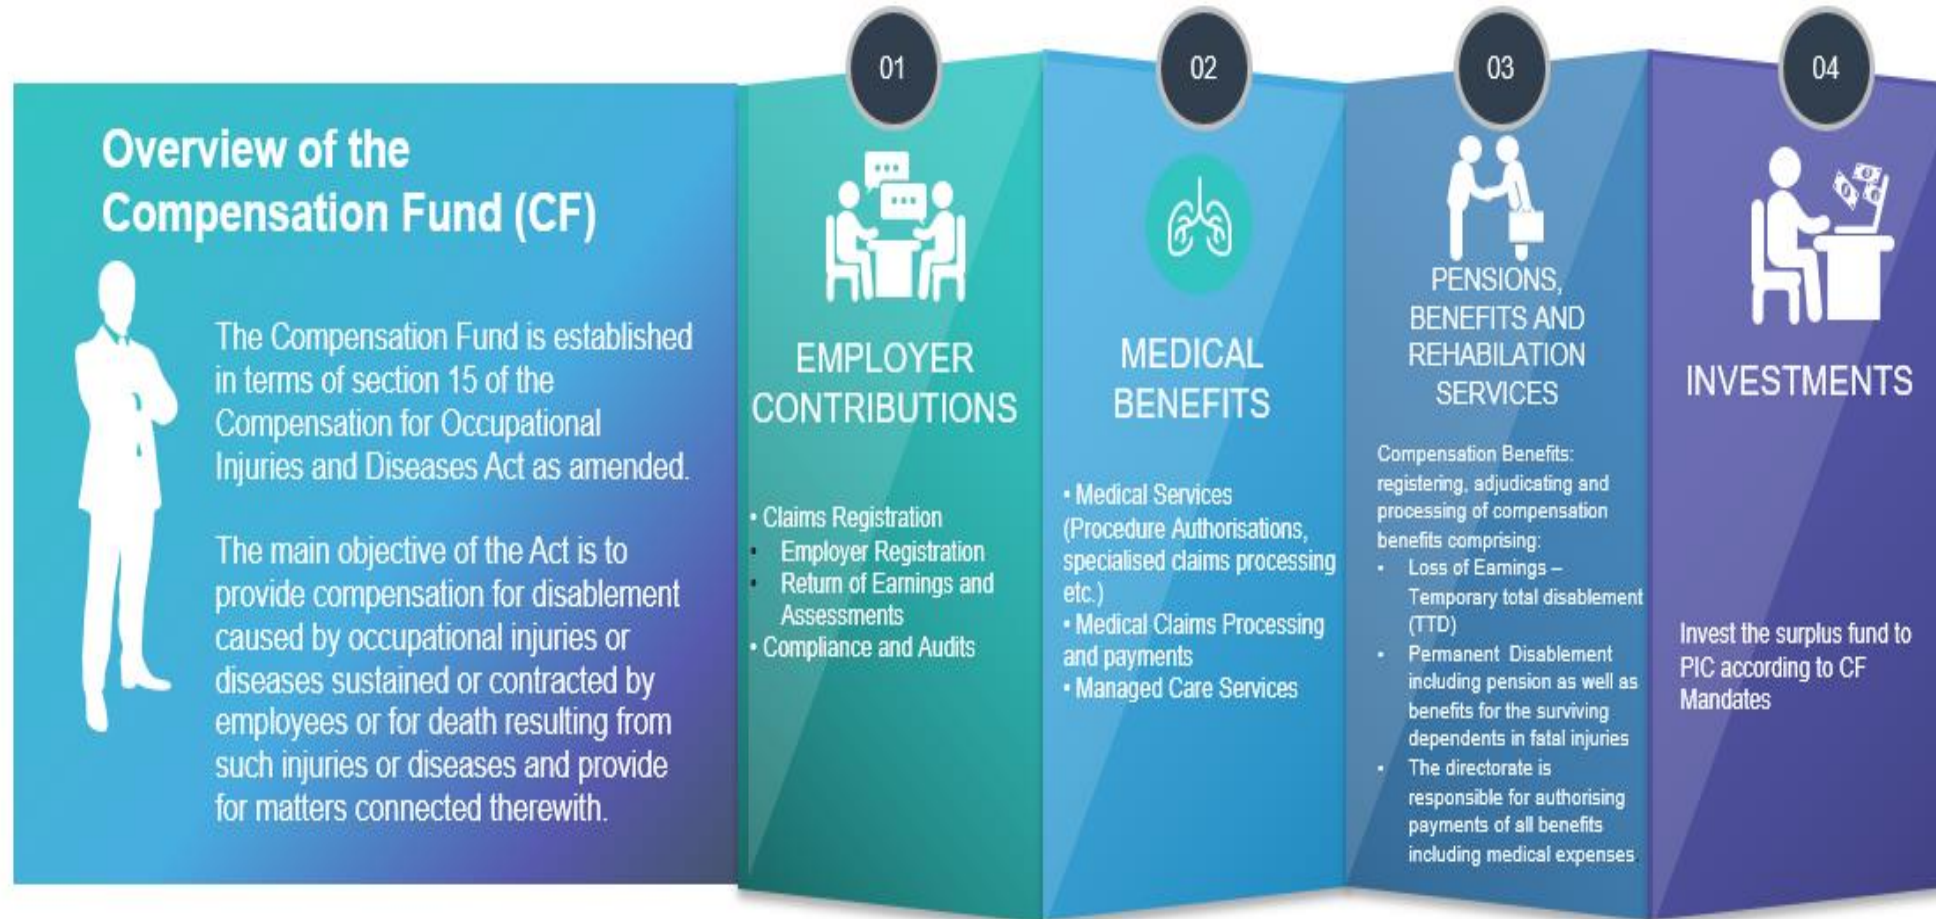 Overview of the
Compensation Fund (CF)
The Compensation Fund is established
in terms of section 15 of the
Compensation for Occupational
Injuries and Diseases Act as amended.
The main objective of the Act is to
provide compensation for disablement
caused by occupational injuries or
diseases sustained or contracted by
employees or for death resulting from
such injuries or diseases and provide
for matters connected therewith.
01
EMPLOYER
CONTRIBUTIONS
• Claims Registration
• Employer Registration
• Return of Earnings and
Assessments
• Compliance and Audits
02
MEDICAL
BENEFITS
• Medical Services
(Procedure Authorisations,
specialised claims processing
etc.)
• Medical Claims Processing
and payments
• Managed Care Services
03
PENSIONS,
BENEFITS AND
REHABILATION
SERVICES
Compensation Benefits:
registering, adjudicating and
processing of compensation
benefits comprising:
• Loss of Earnings –
Temporary total disablement
(TTD)
• Permanent Disablement
including pension as well as
benefits for the surviving
dependents in fatal injuries
• The directorate is
responsible for authorising
payments of all benefits
including medical expenses.
04
INVESTMENTS
Invest the surplus fund to
PIC according to CF
Mandates